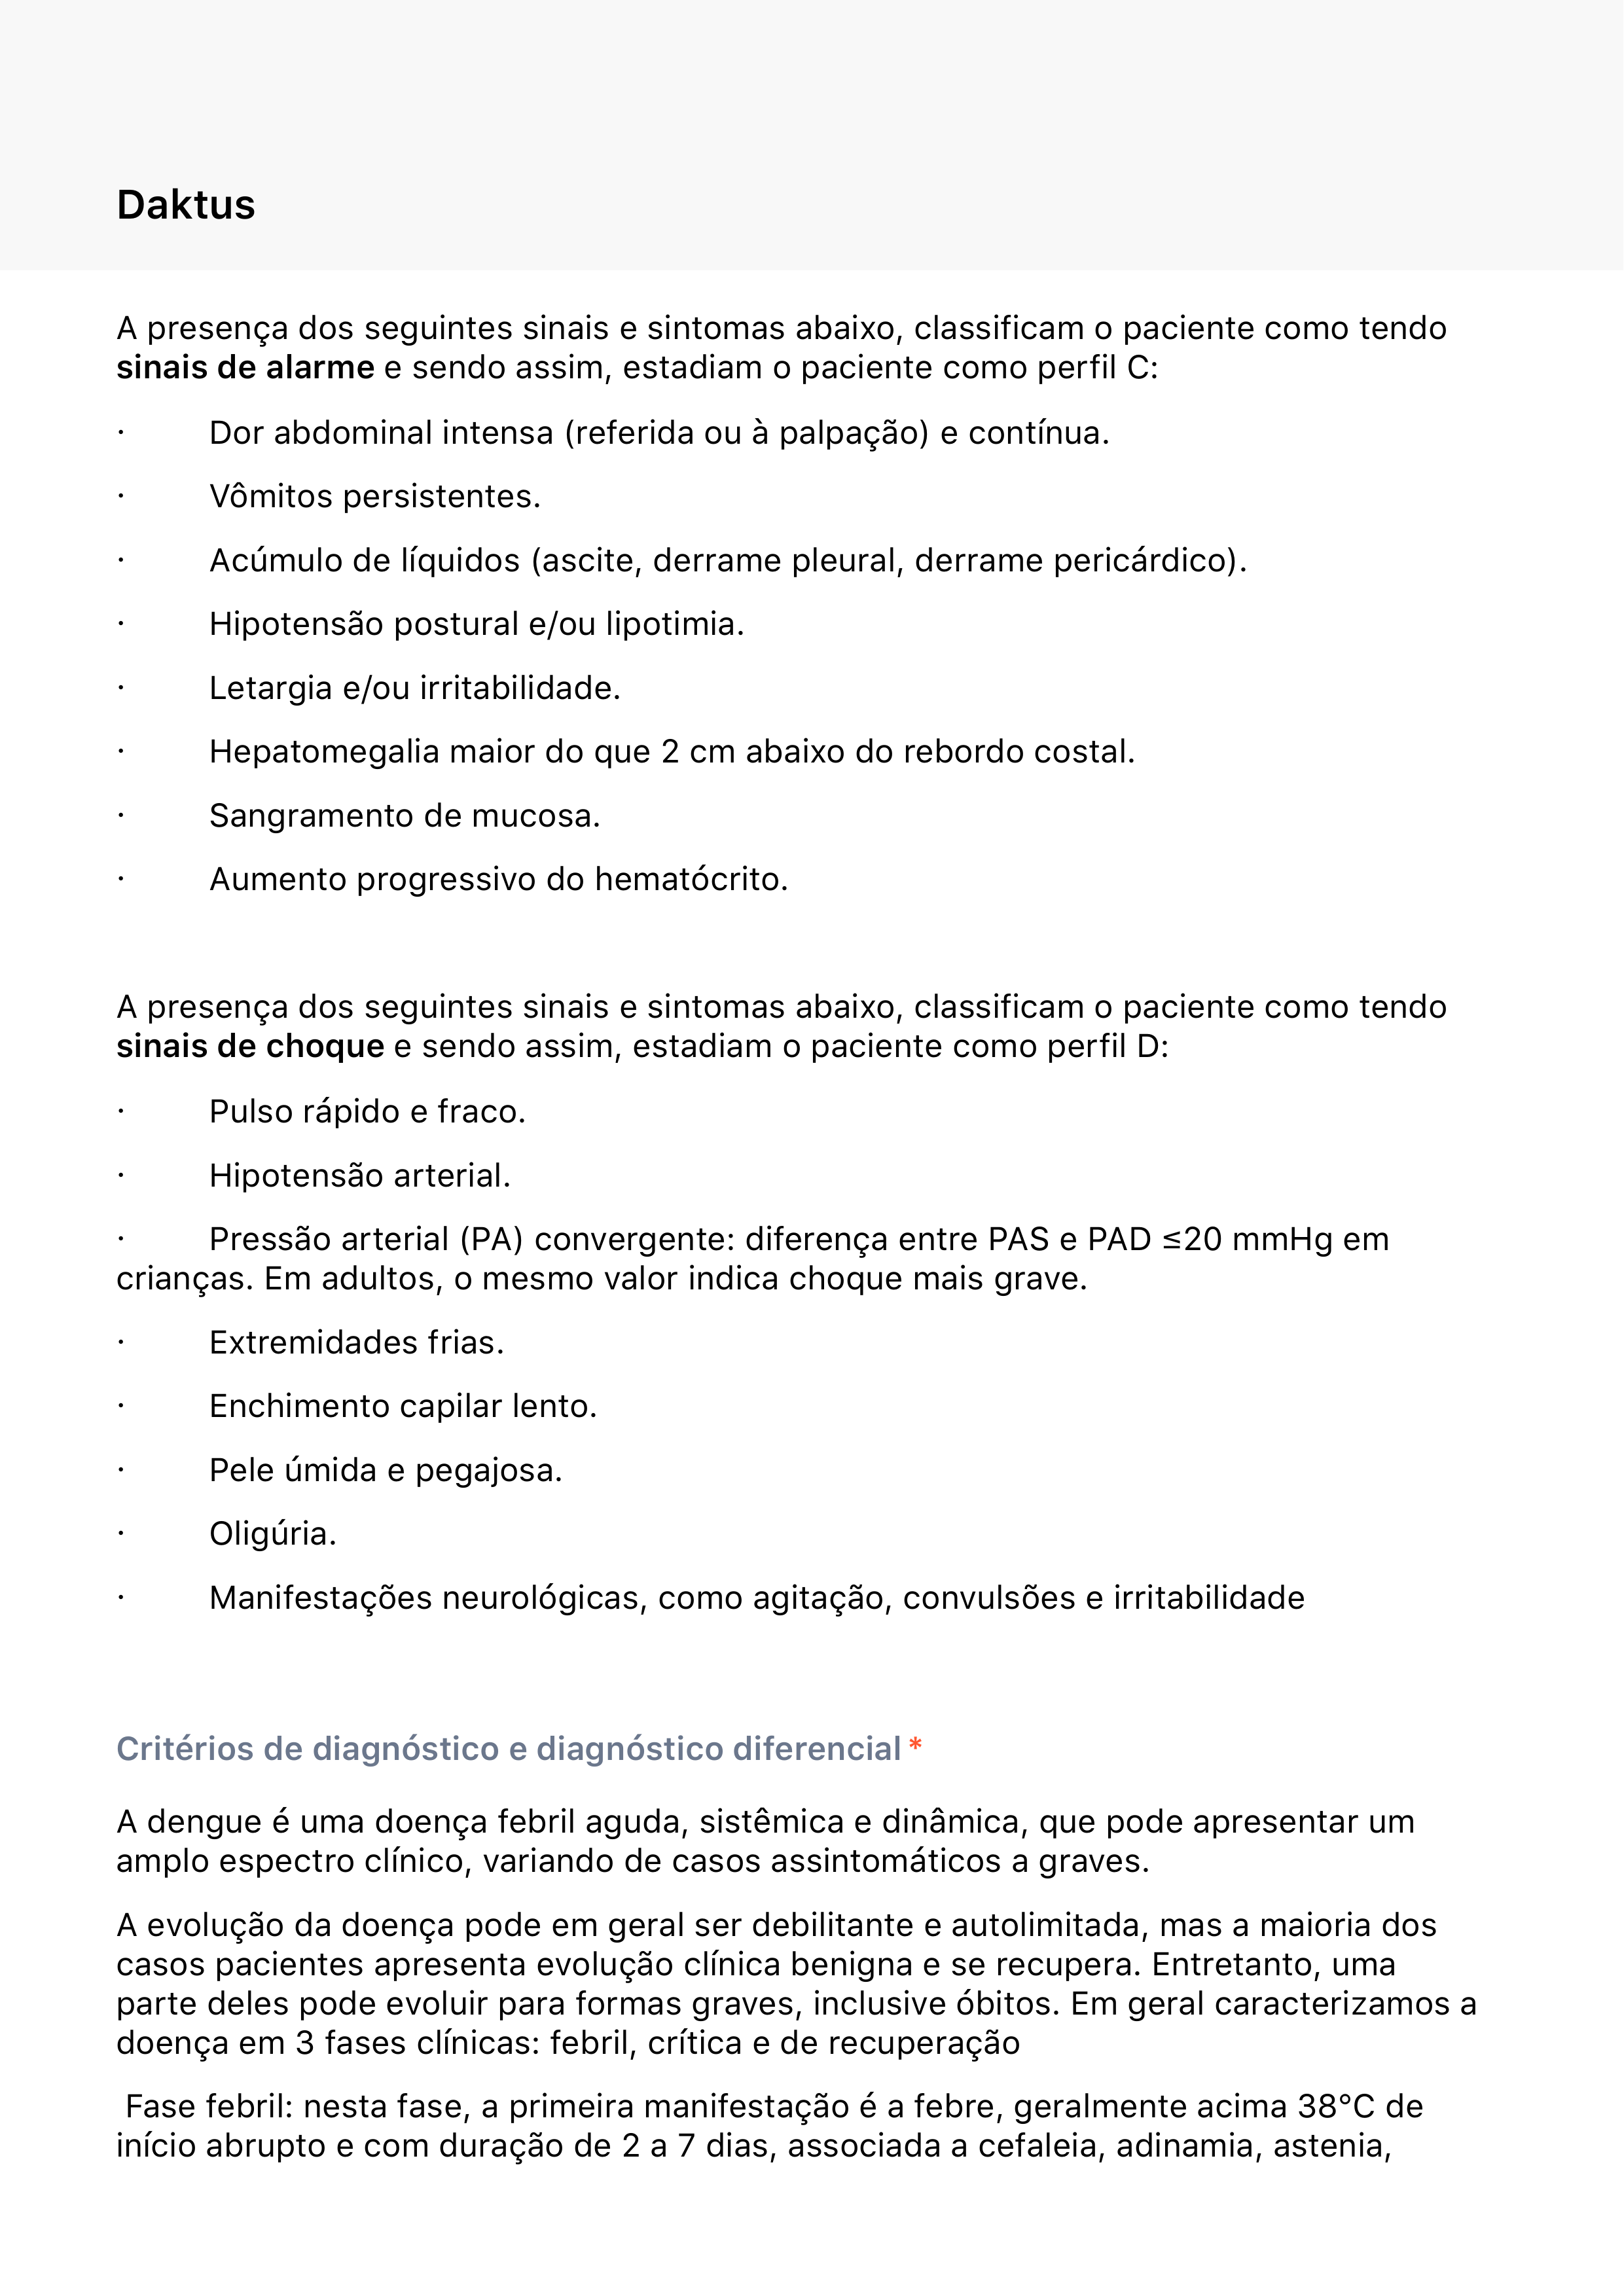 Daktus
A presença dos seguintes sinais e sintomas abaixo, classificam o paciente como tendo
sinais de alarme e sendo assim, estadiam o paciente como perfil C:
· Dor abdominal intensa (referida ou à palpação) e contínua.
· Vômitos persistentes.
· Acúmulo de líquidos (ascite, derrame pleural, derrame pericárdico).
· Hipotensão postural e/ou lipotimia.
· Letargia e/ou irritabilidade.
· Hepatomegalia maior do que 2 cm abaixo do rebordo costal.
· Sangramento de mucosa.
· Aumento progressivo do hematócrito.
A presença dos seguintes sinais e sintomas abaixo, classificam o paciente como tendo
sinais de choque e sendo assim, estadiam o paciente como perfil D:
· Pulso rápido e fraco.
· Hipotensão arterial.
· Pressão arterial (PA) convergente: diferença entre PAS e PAD ≤20 mmHg em
crianças. Em adultos, o mesmo valor indica choque mais grave.
· Extremidades frias.
· Enchimento capilar lento.
· Pele úmida e pegajosa.
· Oligúria.
· Manifestações neurológicas, como agitação, convulsões e irritabilidade
Critérios de diagnóstico e diagnóstico diferencial *
A dengue é uma doença febril aguda, sistêmica e dinâmica, que pode apresentar um
amplo espectro clínico, variando de casos assintomáticos a graves.
A evolução da doença pode em geral ser debilitante e autolimitada, mas a maioria dos
casos pacientes apresenta evolução clínica benigna e se recupera. Entretanto, uma
parte deles pode evoluir para formas graves, inclusive óbitos. Em geral caracterizamos a
doença em 3 fases clínicas: febril, crítica e de recuperação
Fase febril: nesta fase, a primeira manifestação é a febre, geralmente acima 38°C de
início abrupto e com duração de 2 a 7 dias, associada a cefaleia, adinamia, astenia,